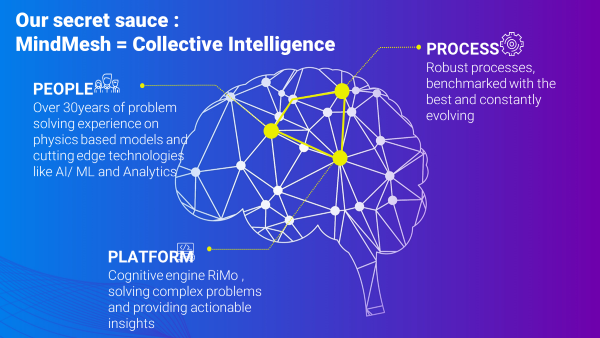 Our secret sauce :
MindMesh = Collective Intelligence
PEOPLE
Over 30years of problem
solving experience on
physics based models and
cutting edge technologies
like AI/ ML and Analytics
PROCESS
Robust processes,
benchmarked with the
best and constantly
evolving
PLATFORM
Cognitive engine RiMo ,
solving complex problems
and providing actionable
insights